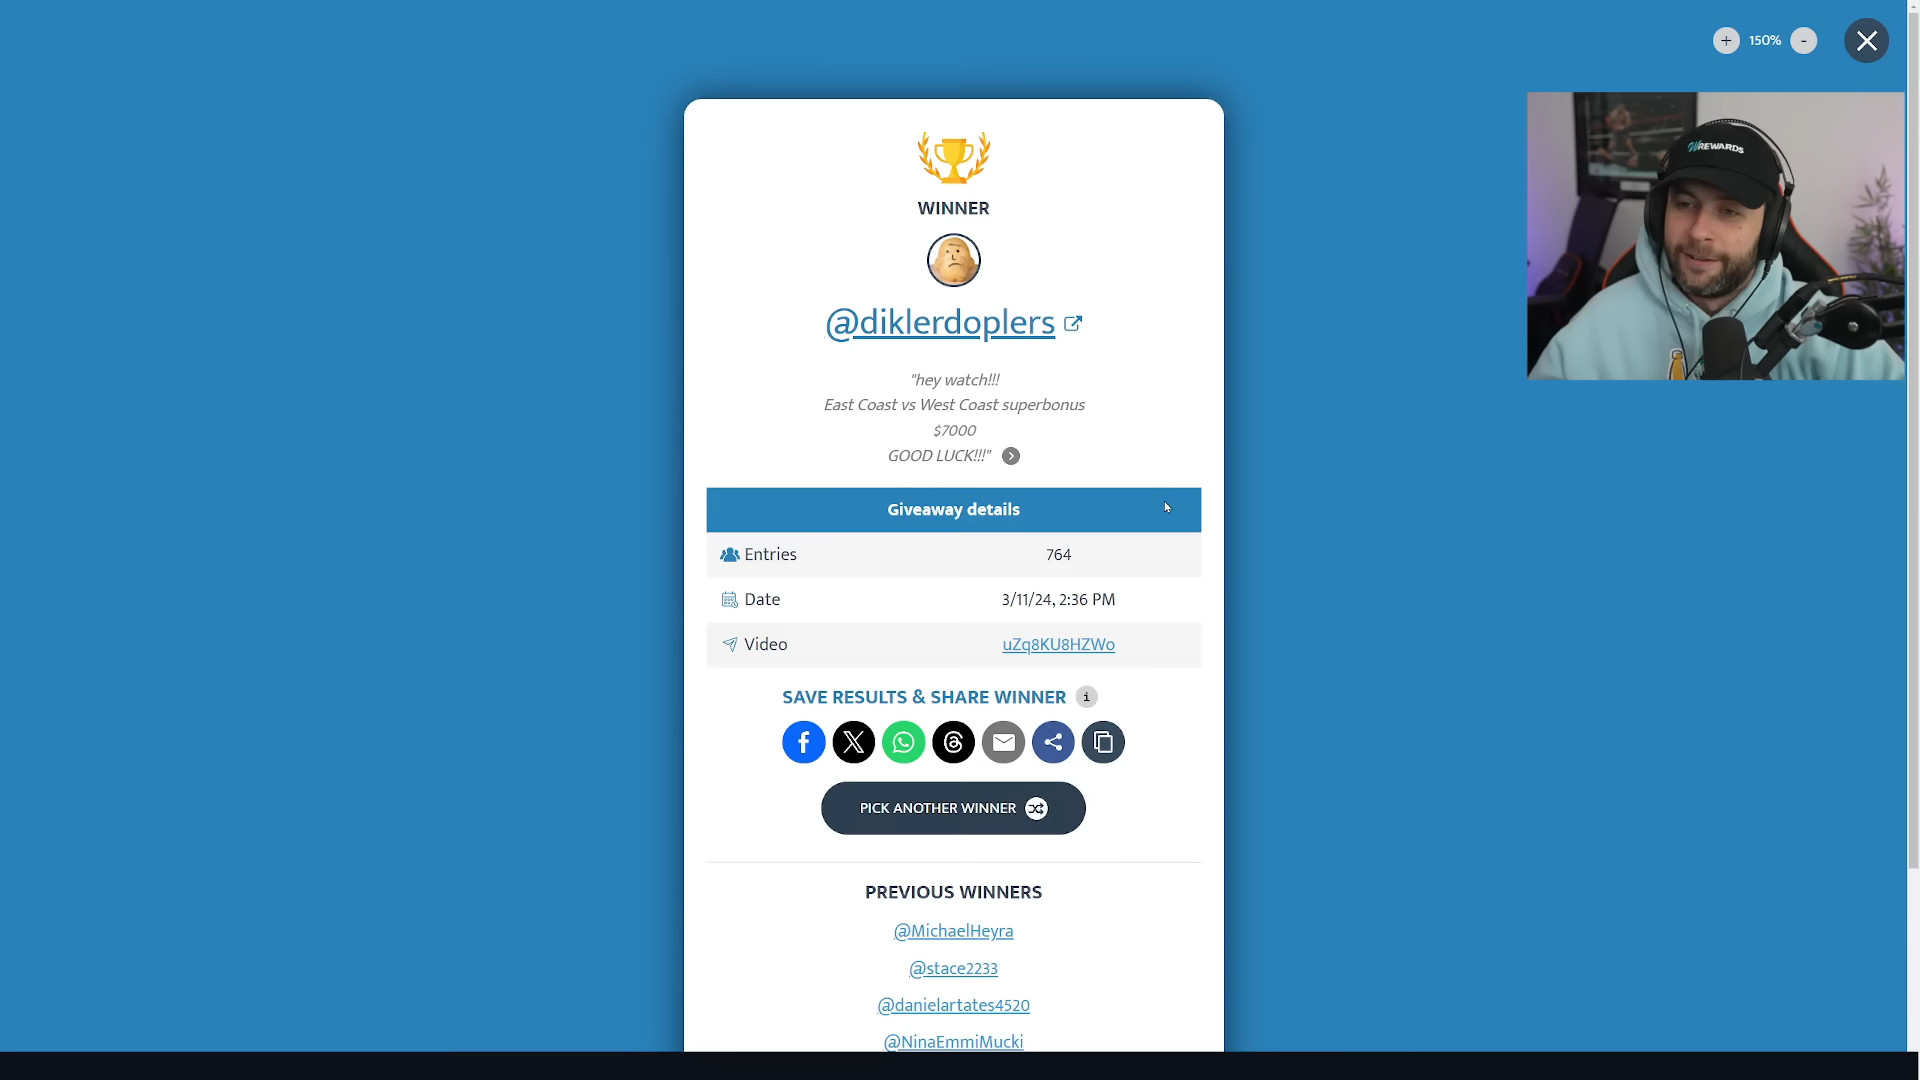 + 150% -
WREWARDS
WINNER
@diklerdoplers
"hey watch!!!
East Coast vs West Coast superbonus
$7000
GOOD LUCK!!!"
Giveaway details
Entries 764
Date 3/11/24, 2:36 PM
Video uZq8KU8HZWo
SAVE RESULTS & SHARE WINNER i
PICK ANOTHER WINNER
PREVIOUS WINNERS
@MichaelHeyra
@stace2233
@danielartates4520
@NinaEmmiMucki